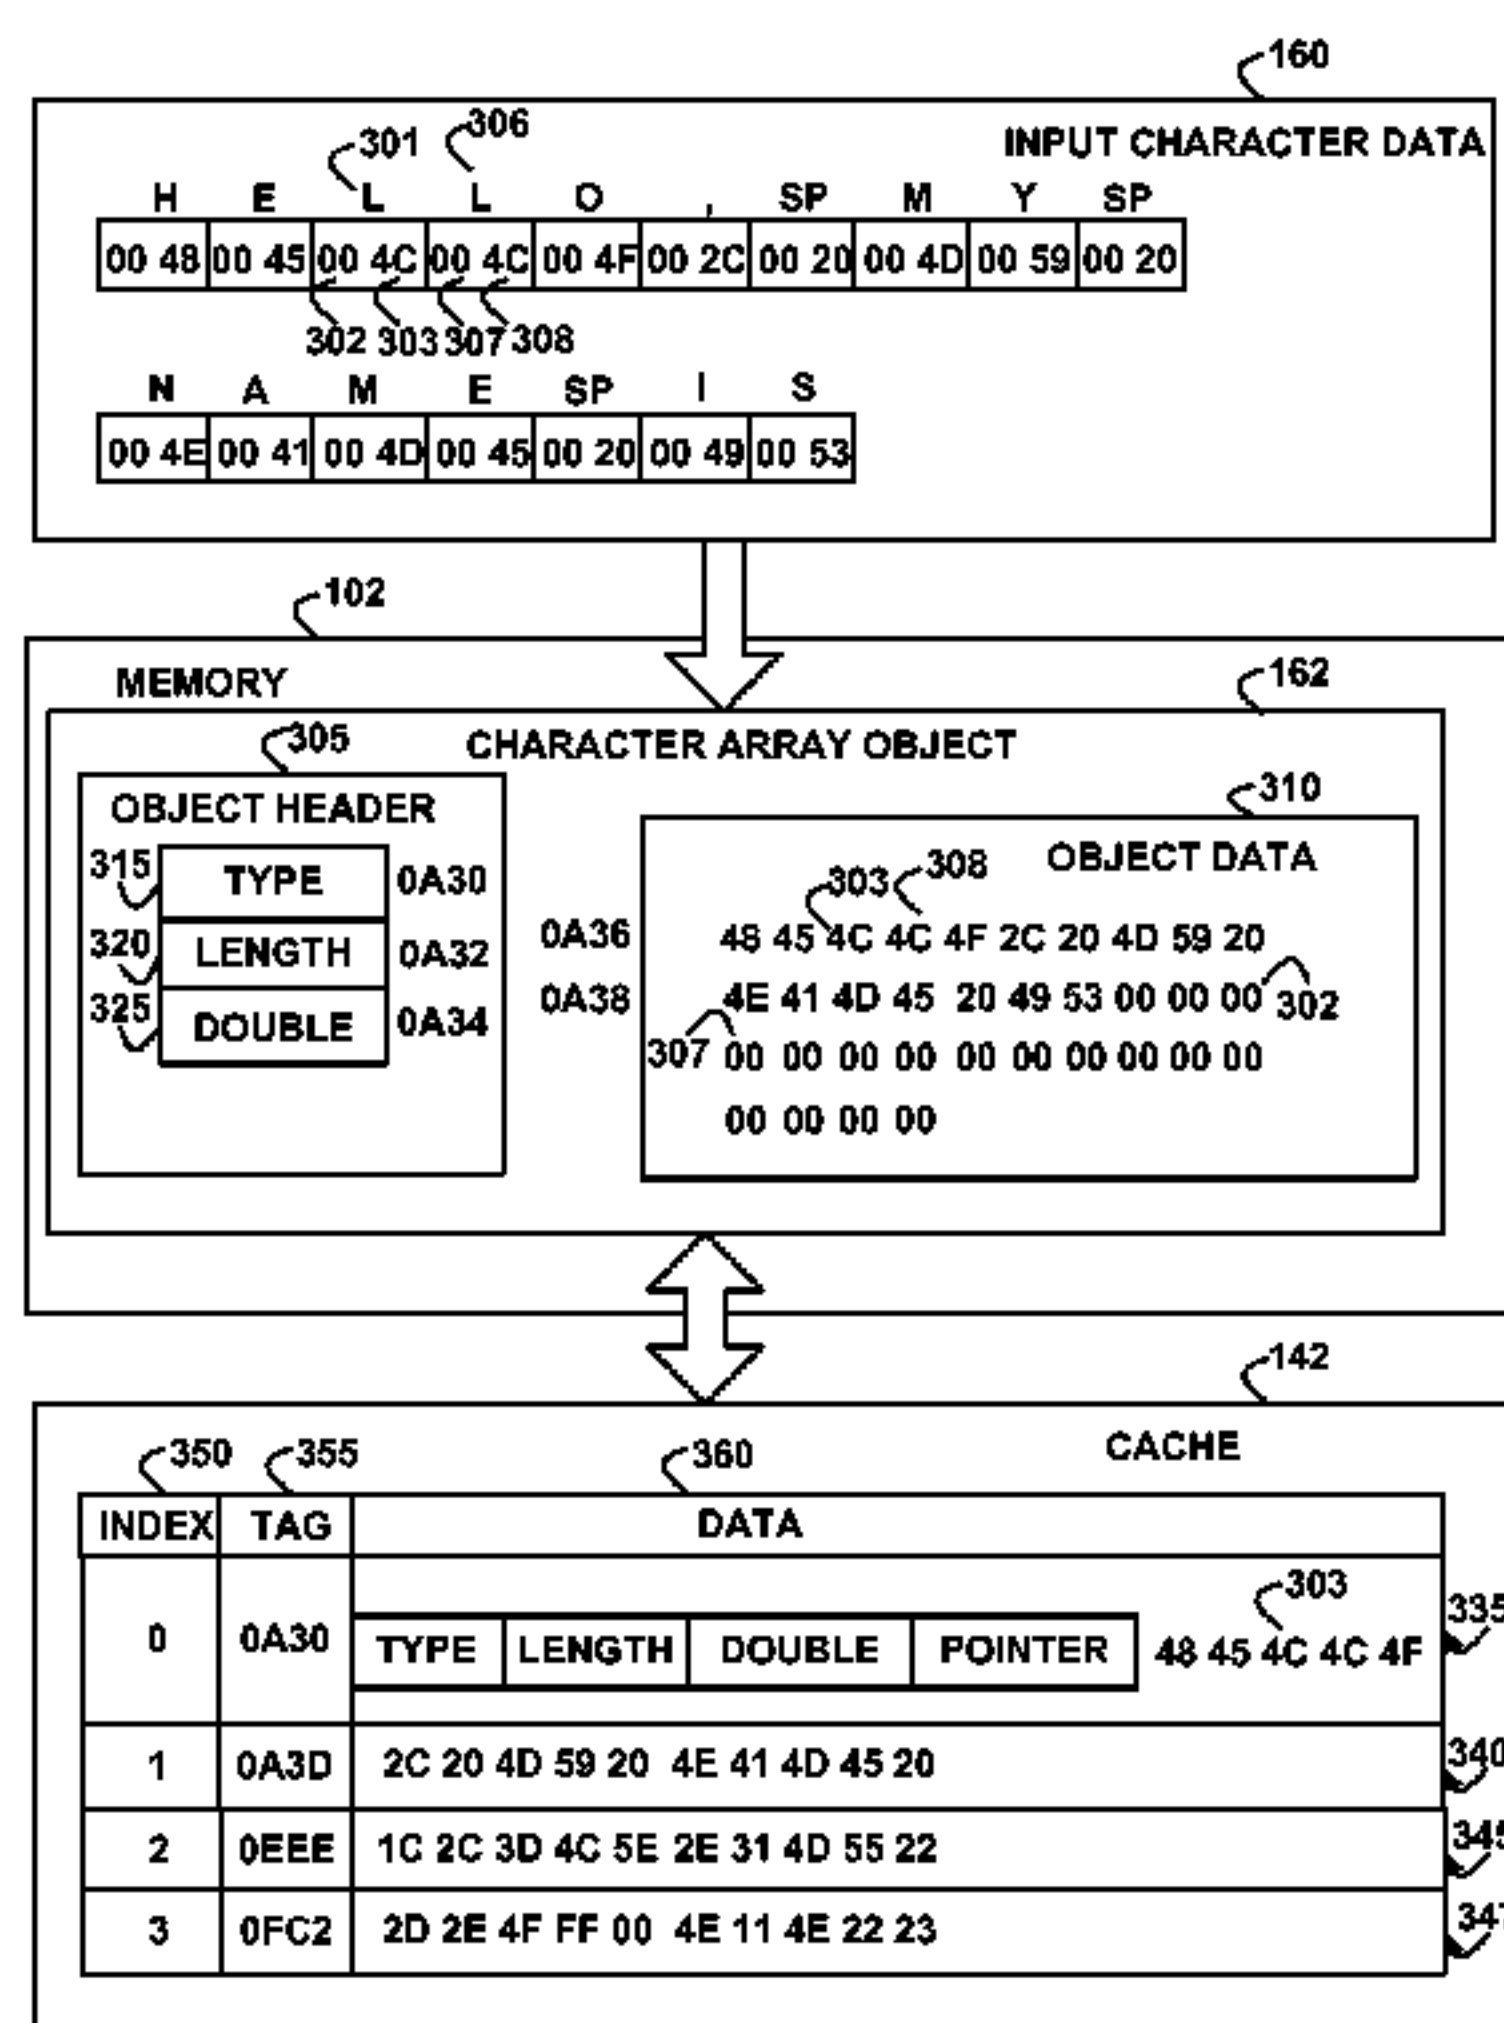 160
INPUT CHARACTER DATA
301 306
H E L L O , SP M Y SP
00 48 00 45 00 4C 00 4C 00 4F 00 2C 00 20 00 4D 00 59 00 20
302 303 307 308
N A M E SP I S
00 4E 00 41 00 4D 00 45 00 20 00 49 00 53
102
MEMORY
162
CHARACTER ARRAY OBJECT
305
OBJECT HEADER
315 TYPE 0A30
320 LENGTH 0A32
325 DOUBLE 0A34
310
OBJECT DATA
303 308
0A36 48 45 4C 4C 4F 2C 20 4D 59 20
0A38 4E 41 4D 45 20 49 53 00 00 00 302
307 00 00 00 00 00 00 00 00 00 00
00 00 00 00
142
CACHE
350 355 360
INDEX TAG DATA
303
0 0A30 TYPE LENGTH DOUBLE POINTER 48 45 4C 4C 4F 335
1 0A3D 2C 20 4D 59 20 4E 41 4D 45 20 340
2 0EEE 1C 2C 3D 4C 5E 2E 31 4D 55 22 345
3 0FC2 2D 2E 4F FF 00 4E 11 4E 22 23 347